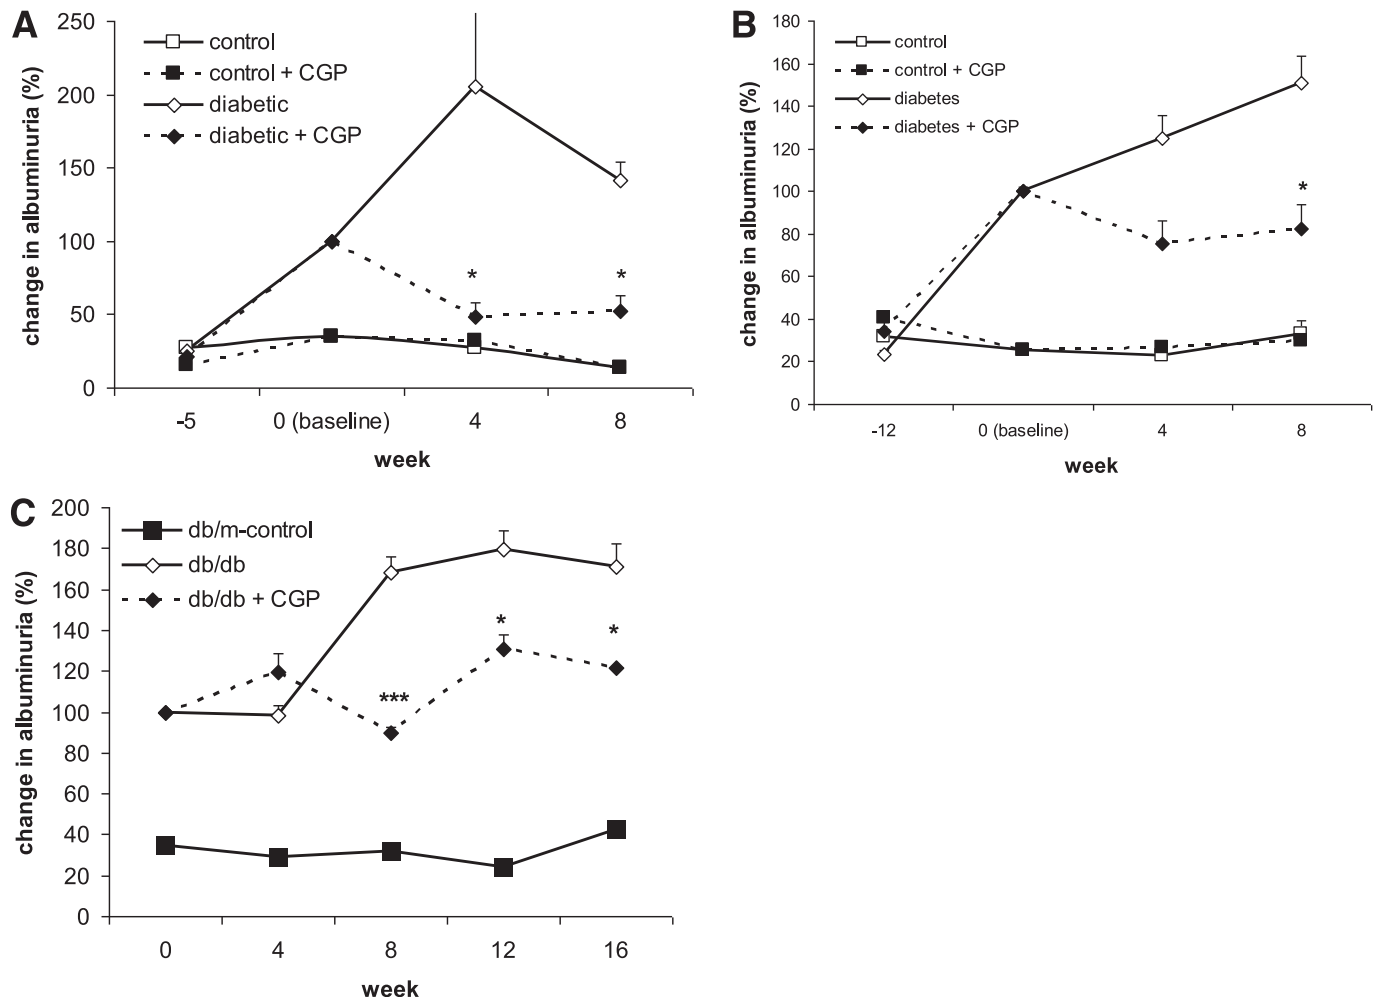 A
change in albuminuria (%)
250
200
150
100
50
0
control
control + CGP
diabetic
diabetic + CGP
*
*
-5
0 (baseline)
4
8
week
B
change in albuminuria (%)
180
160
140
120
100
80
60
40
20
0
control
control + CGP
diabetes
diabetes + CGP
*
-12
0 (baseline)
4
8
week
C
change in albuminuria (%)
200
180
160
140
120
100
80
60
40
20
0
db/m-control
db/db
db/db + CGP
***
*
*
0
4
8
12
16
week